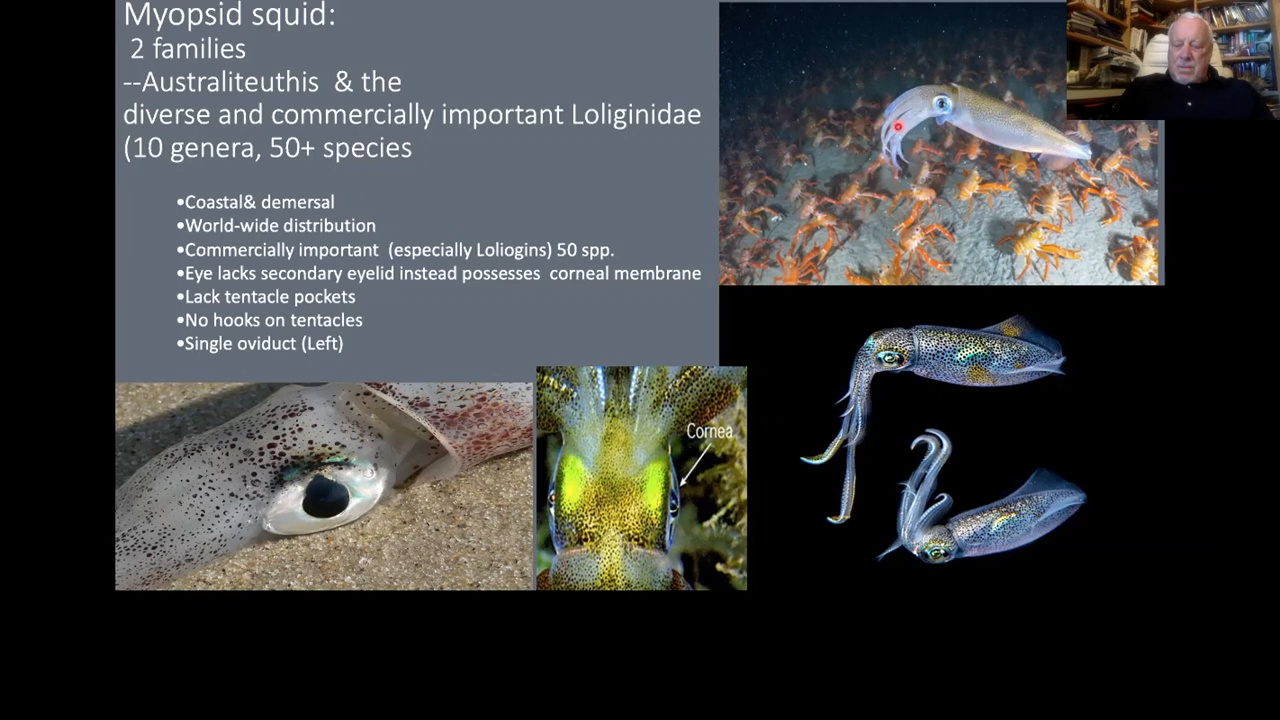 Myopsid squid:
2 families
--Australiteuthis & the
diverse and commercially important Loliginidae
(10 genera, 50+ species
•Coastal& demersal
•World-wide distribution
•Commercially important (especially Loliogins) 50 spp.
•Eye lacks secondary eyelid instead possesses corneal membrane
•Lack tentacle pockets
•No hooks on tentacles
•Single oviduct (Left)
Cornea